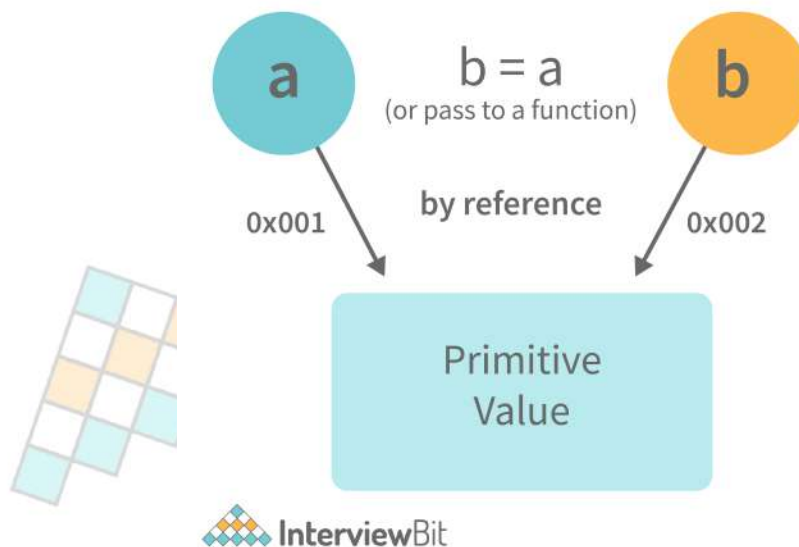 a
b = a
b
(or pass to a function)
by reference
0x001
0x002
Primitive
Value
InterviewBit